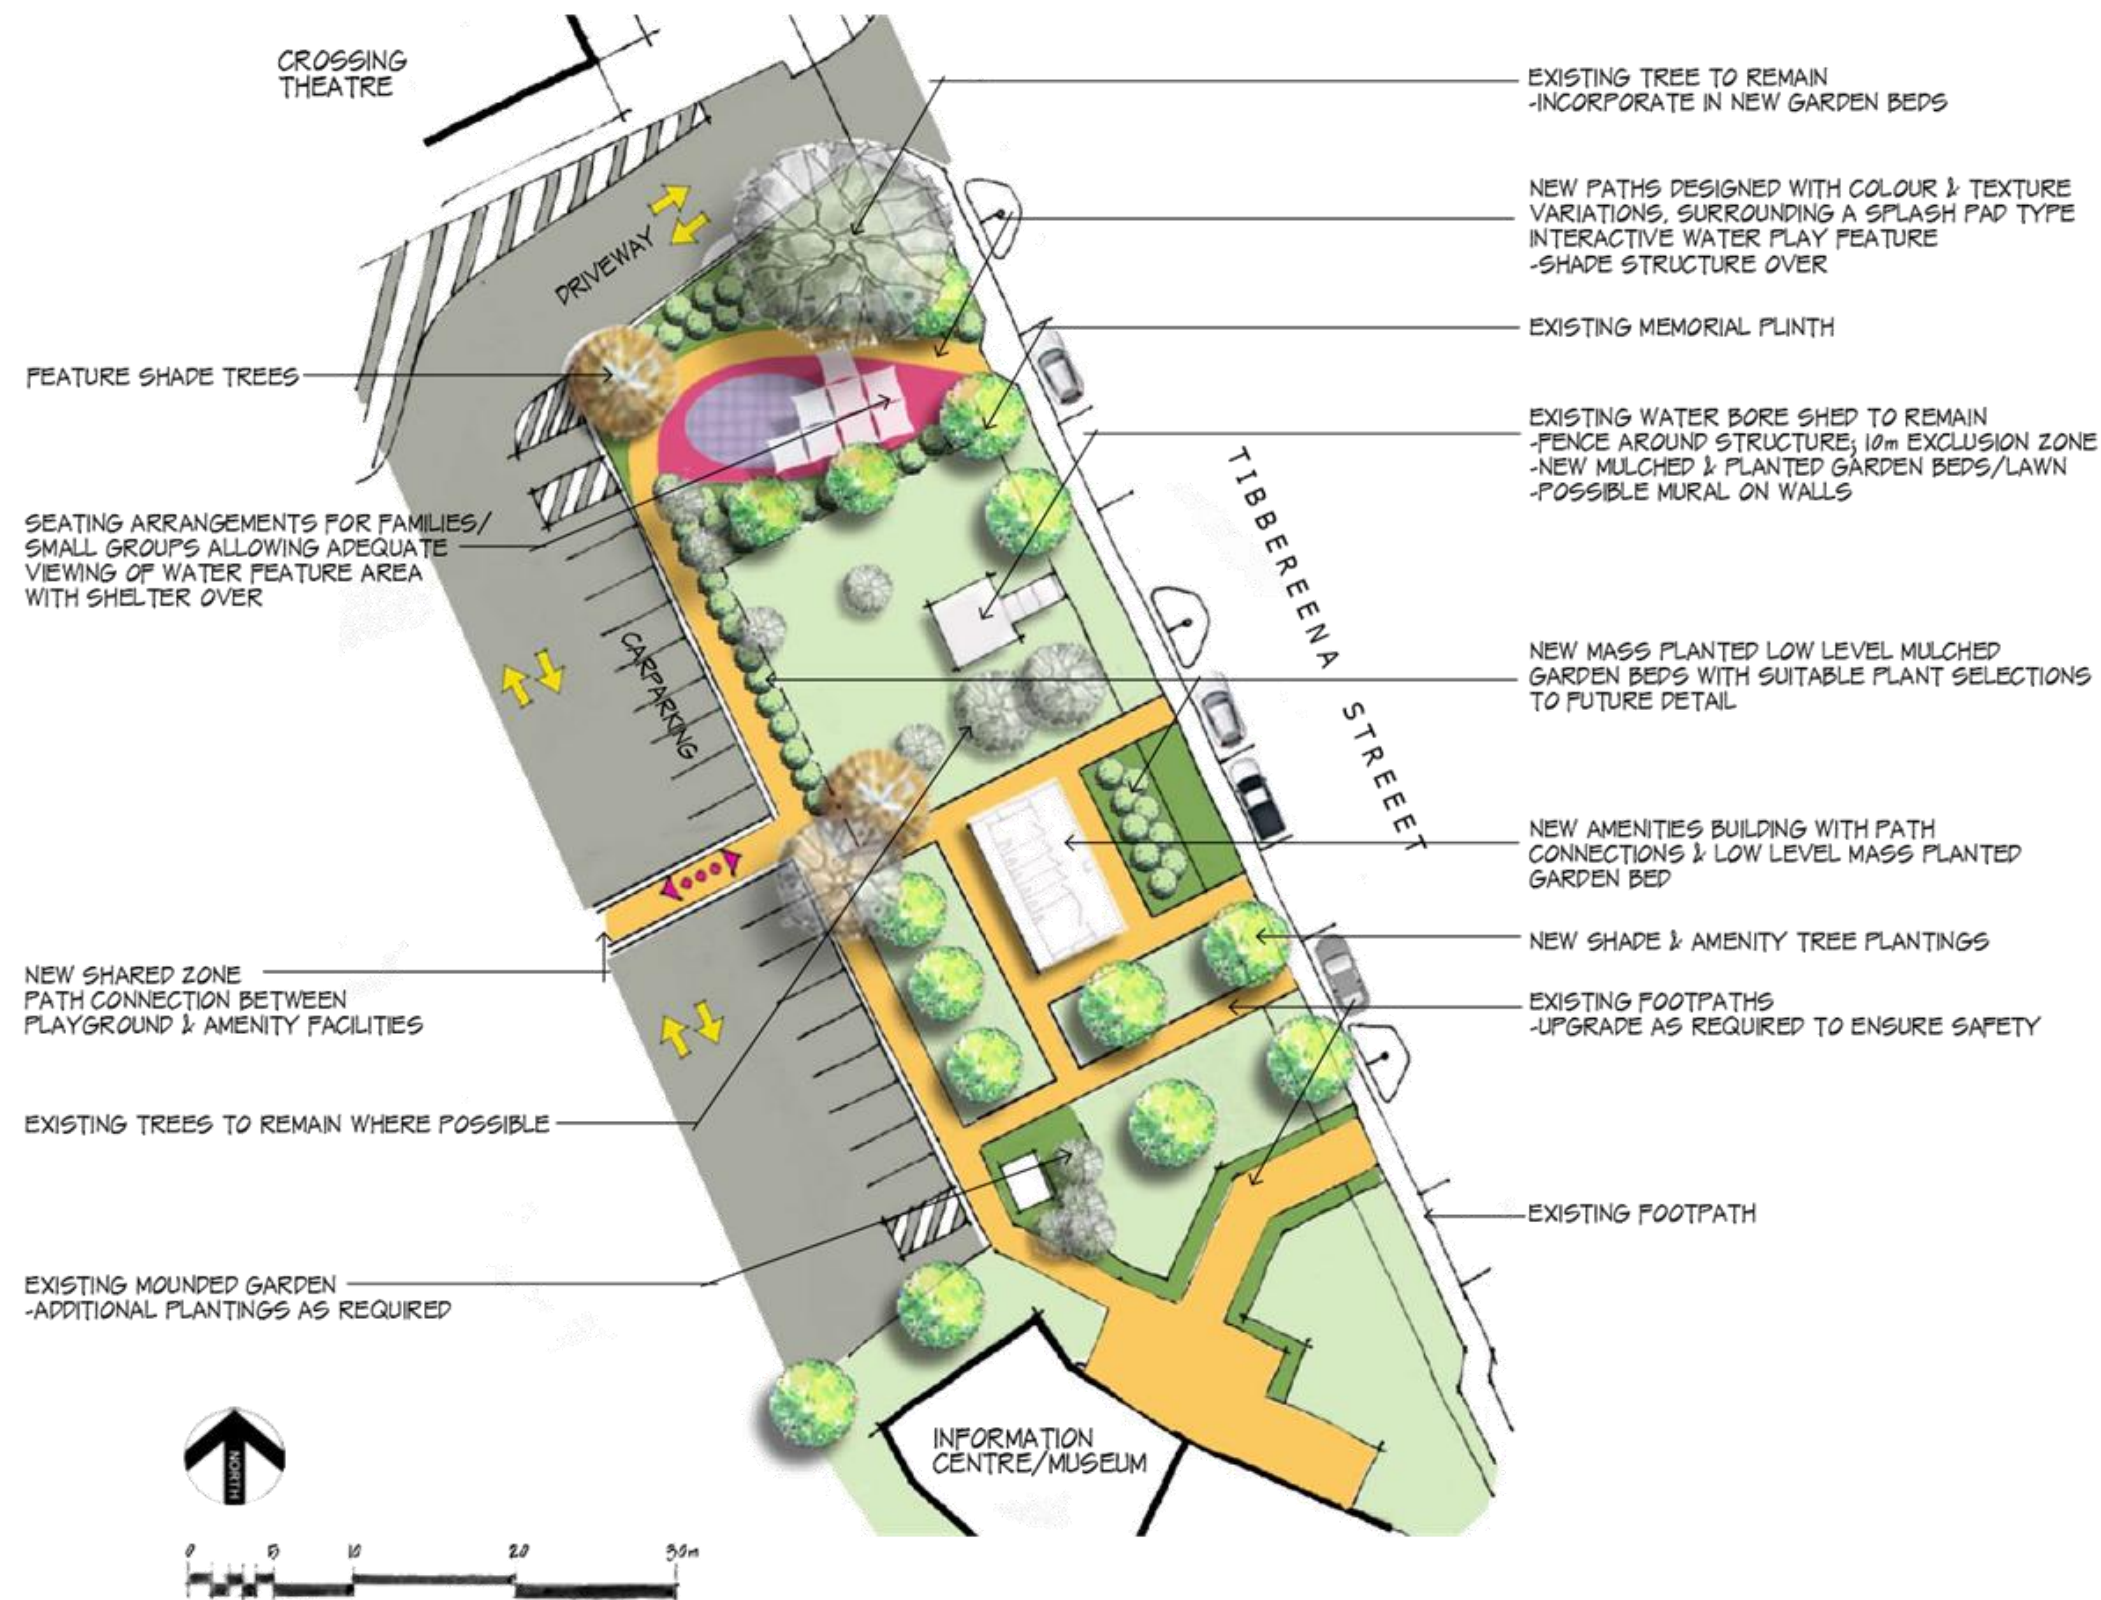 CROSSING
THEATRE
EXISTING TREE TO REMAIN
-INCORPORATE IN NEW GARDEN BEDS
NEW PATHS DESIGNED WITH COLOUR & TEXTURE
VARIATIONS, SURROUNDING A SPLASH PAD TYPE
INTERACTIVE WATER PLAY FEATURE
-SHADE STRUCTURE OVER
DRIVEWAY
EXISTING MEMORIAL PLINTH
FEATURE SHADE TREES
EXISTING WATER BORE SHED TO REMAIN
-FENCE AROUND STRUCTURE; 10m EXCLUSION ZONE
-NEW MULCHED & PLANTED GARDEN BEDS/LAWN
-POSSIBLE MURAL ON WALLS
SEATING ARRANGEMENTS FOR FAMILIES/
SMALL GROUPS ALLOWING ADEQUATE
VIEWING OF WATER FEATURE AREA
WITH SHELTER OVER
TIBBEREENA STREEET
CARPARKING
NEW MASS PLANTED LOW LEVEL MULCHED
GARDEN BEDS WITH SUITABLE PLANT SELECTIONS
TO FUTURE DETAIL
NEW AMENITIES BUILDING WITH PATH
CONNECTIONS & LOW LEVEL MASS PLANTED
GARDEN BED
NEW SHADE & AMENITY TREE PLANTINGS
NEW SHARED ZONE
PATH CONNECTION BETWEEN
PLAYGROUND & AMENITY FACILITIES
EXISTING FOOTPATHS
-UPGRADE AS REQUIRED TO ENSURE SAFETY
EXISTING TREES TO REMAIN WHERE POSSIBLE
EXISTING FOOTPATH
EXISTING MOUNDED GARDEN
-ADDITIONAL PLANTINGS AS REQUIRED
INFORMATION
CENTRE/MUSEUM
NORTH
0 5 10 20 30m